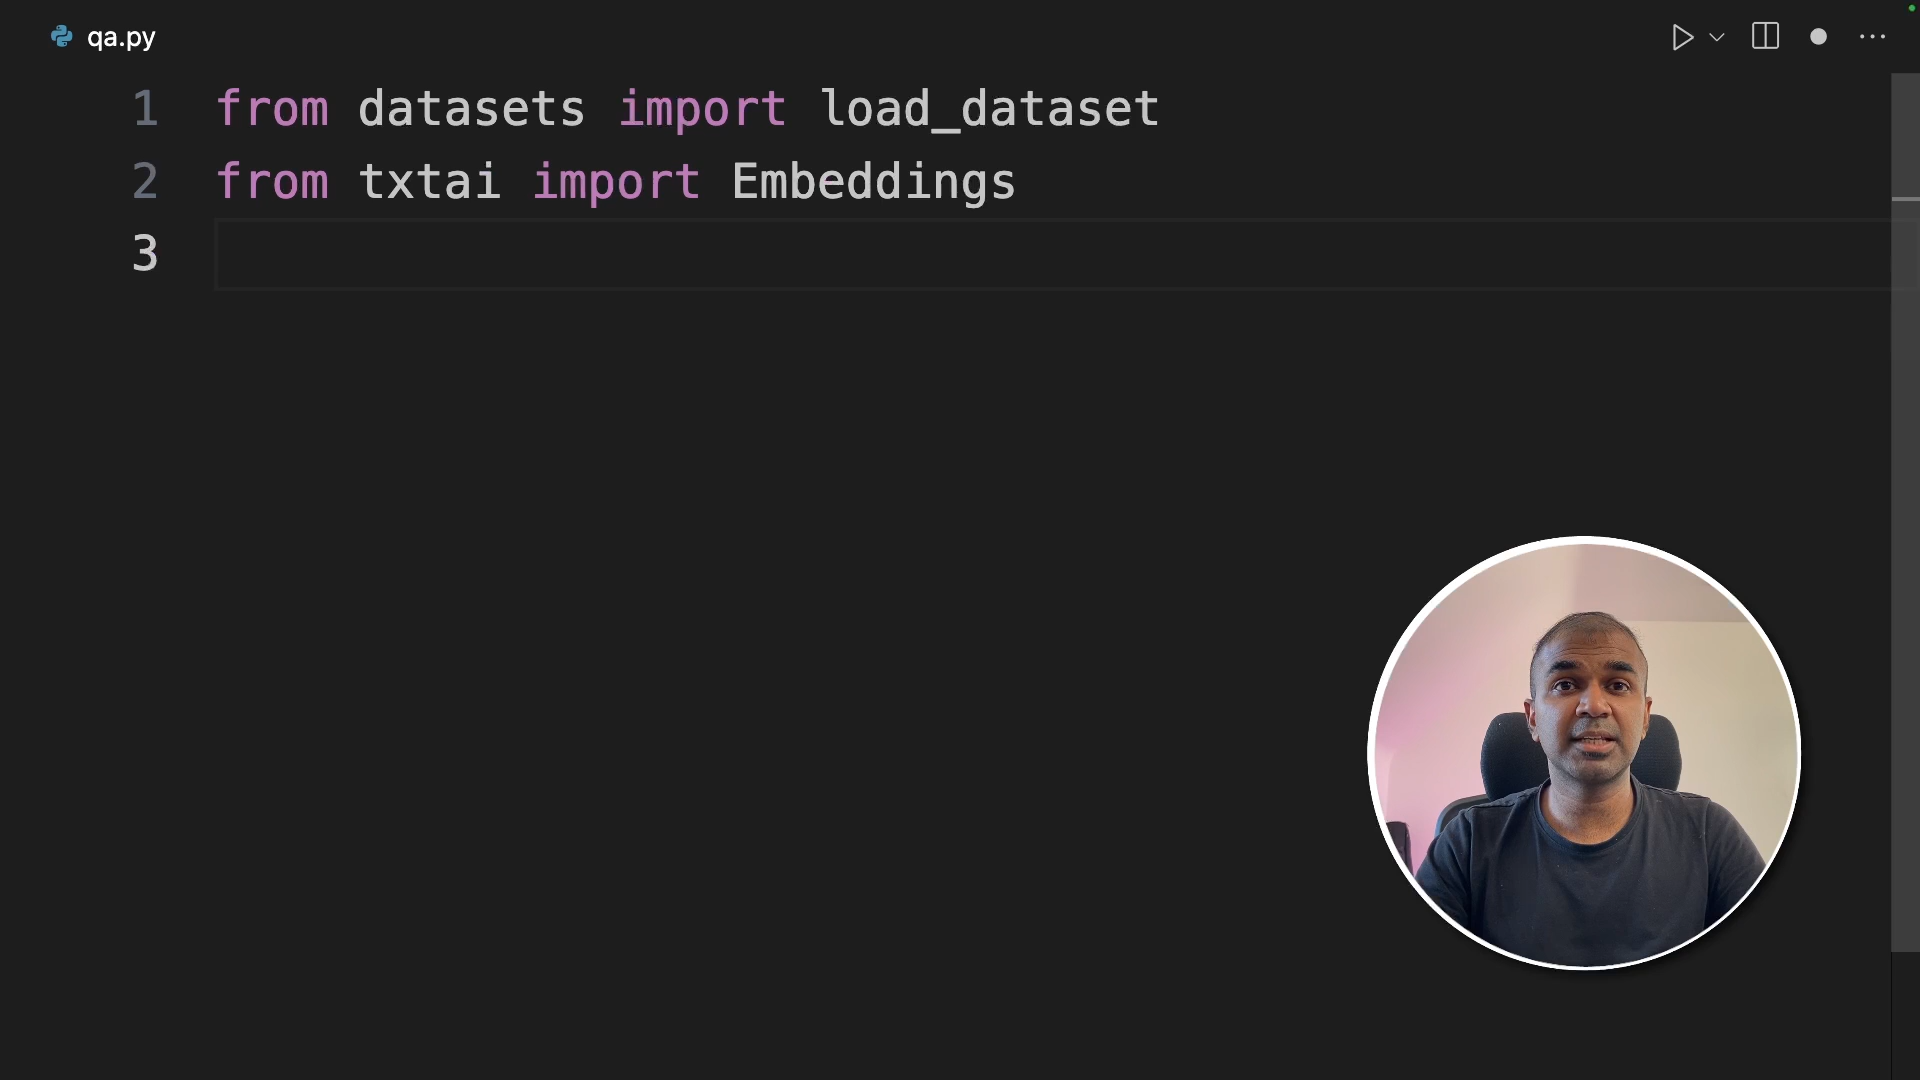 qa.py
1 from datasets import load_dataset
2 from txtai import Embeddings
3